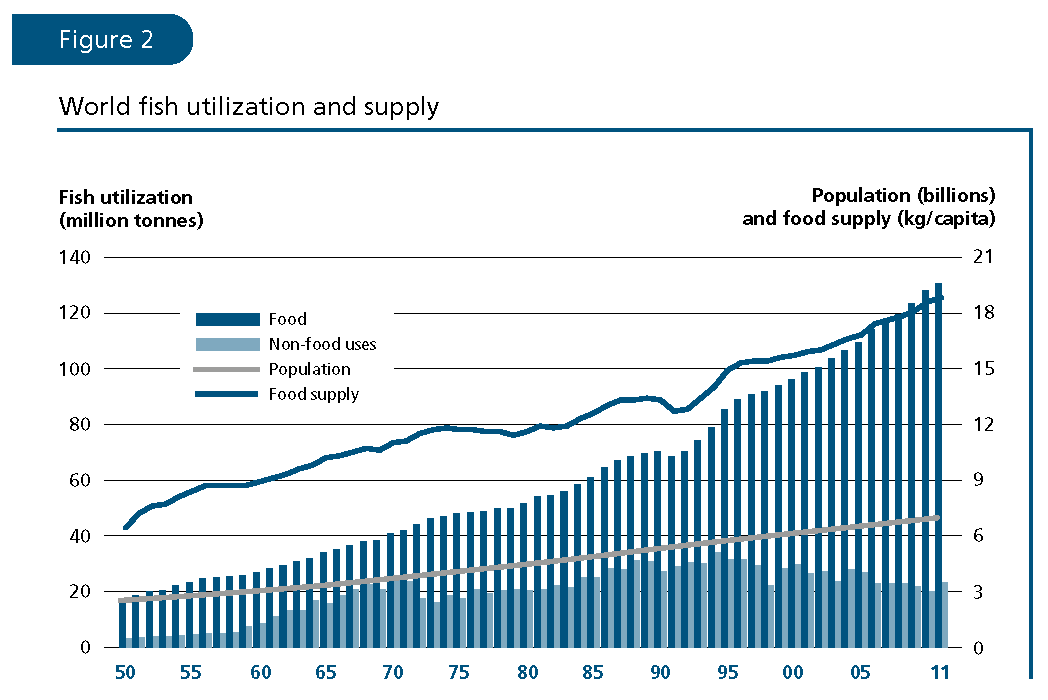 Figure 2
World fish utilization and supply
Fish utilization
(million tonnes)
Population (billions)
and food supply (kg/capita)
140
21
120
18
100
15
80
12
60
9
40
6
20
3
0
0
Food
Non-food uses
Population
Food supply
50 55 60 65 70 75 80 85 90 95 00 05 11